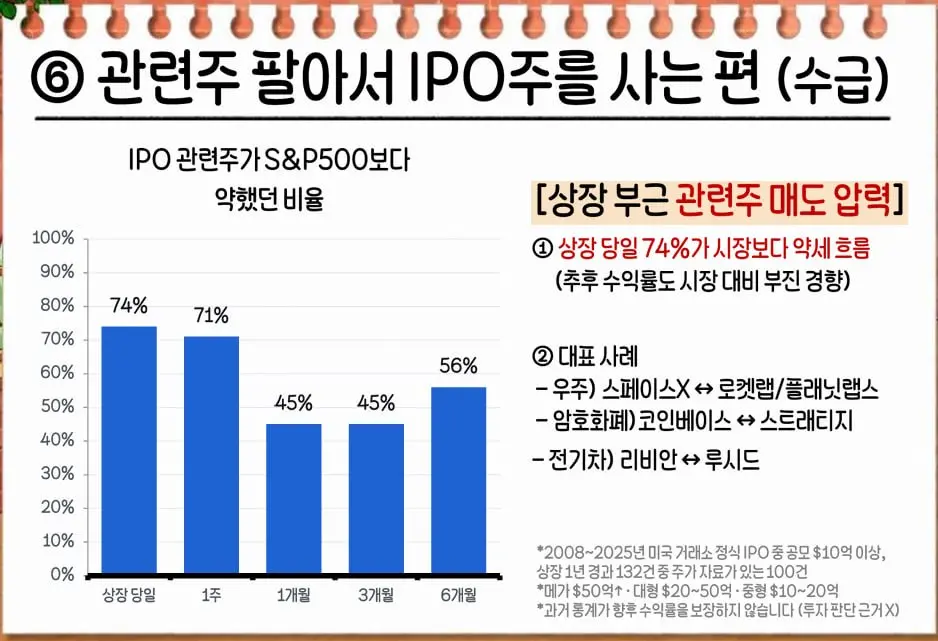 ⑥ 관련주 팔아서 IPO주를 사는 편 (수급)
IPO 관련주가 S&P500보다
약했던 비율
100%
90%
80%
70%
60%
50%
40%
30%
20%
10%
0%
74%
71%
45%
45%
56%
상장 당일
1주
1개월
3개월
6개월
[상장 부근 관련주 매도 압력]
① 상장 당일 74%가 시장보다 약세 흐름
(추후 수익률도 시장 대비 부진 경향)
② 대표 사례
- 우주) 스페이스X ↔ 로켓랩/플래닛랩스
- 암호화폐) 코인베이스 ↔ 스트래티지
- 전기차) 리비안 ↔ 루시드
*2008~2025년 미국 거래소 정식 IPO 중 공모 $10억 이상,
상장 1년 경과 132건 중 주가 자료가 있는 100건
*메가 $50억↑ · 대형 $20~50억 · 중형 $10~20억
*과거 통계가 향후 수익률을 보장하지 않습니다 (투자 판단 근거 X)